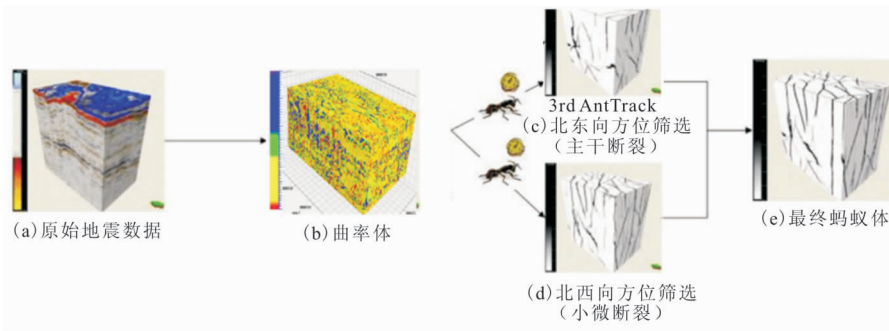 (a)原始地震数据
(b)曲率体
3rd AntTrack
(c)北东向方位筛选
(主干断裂)
(d)北西向方位筛选
(小微断裂)
(e)最终蚂蚁体